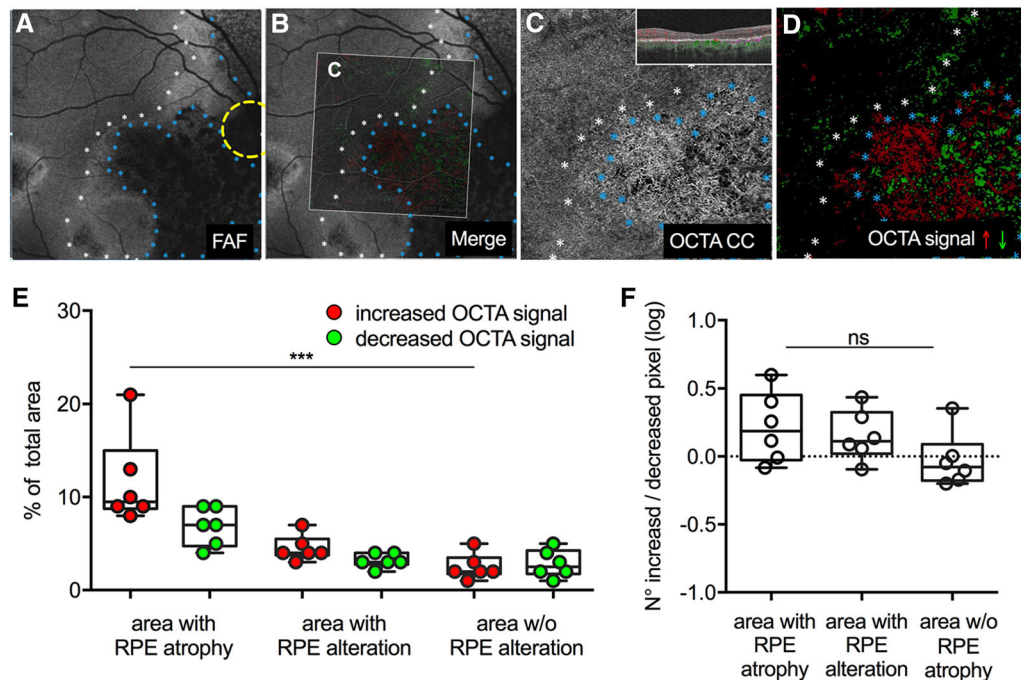 A
FAF
B
C
Merge
C
OCTA CC
D
OCTA signal ↑ ↓
E
increased OCTA signal
decreased OCTA signal
***
% of total area
30
20
10
0
area with
RPE atrophy
area with
RPE alteration
area w/o
RPE alteration
F
ns
N° increasd / decreased pixel (log)
1.0
0.5
0.0
-0.5
-1.0
area with
RPE
atrophy
area with
RPE
alteration
area w/o
RPE
atrophy